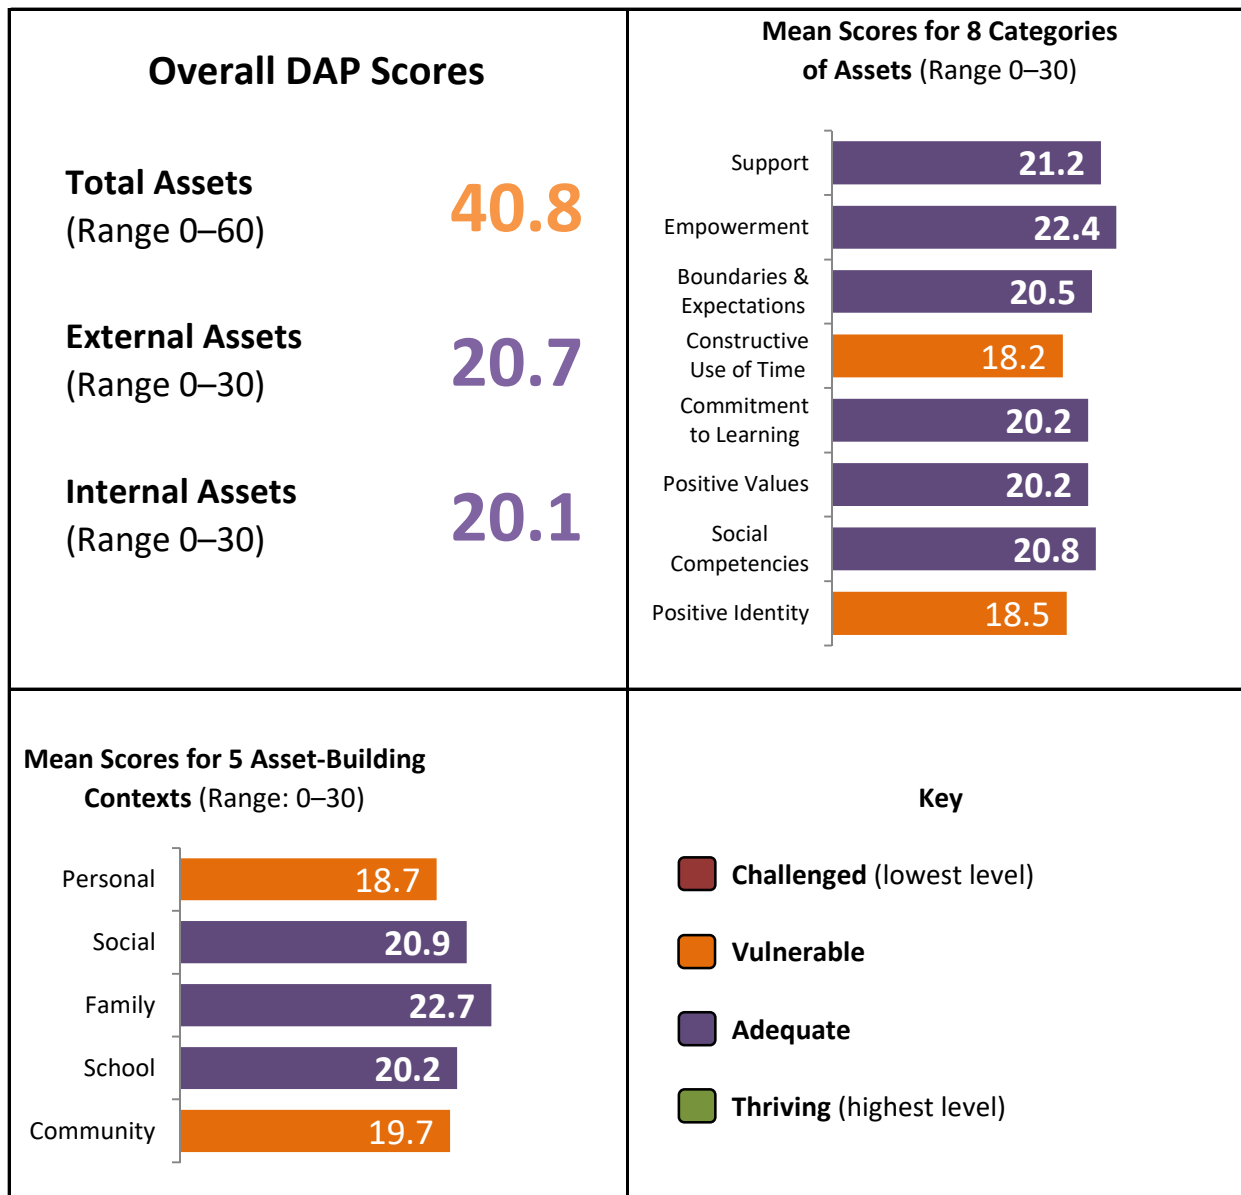 Overall DAP Scores
Total Assets
(Range 0–60)
40.8
External Assets
(Range 0–30)
20.7
Internal Assets
(Range 0–30)
20.1
Mean Scores for 8 Categories
of Assets (Range 0–30)
Support
21.2
Empowerment
22.4
Boundaries &
Expectations
20.5
Constructive
Use of Time
18.2
Commitment
to Learning
20.2
Positive Values
20.2
Social
Competencies
20.8
Positive Identity
18.5
Mean Scores for 5 Asset-Building
Contexts (Range: 0–30)
Personal
18.7
Social
20.9
Family
22.7
School
20.2
Community
19.7
Key
Challenged (lowest level)
Vulnerable
Adequate
Thriving (highest level)